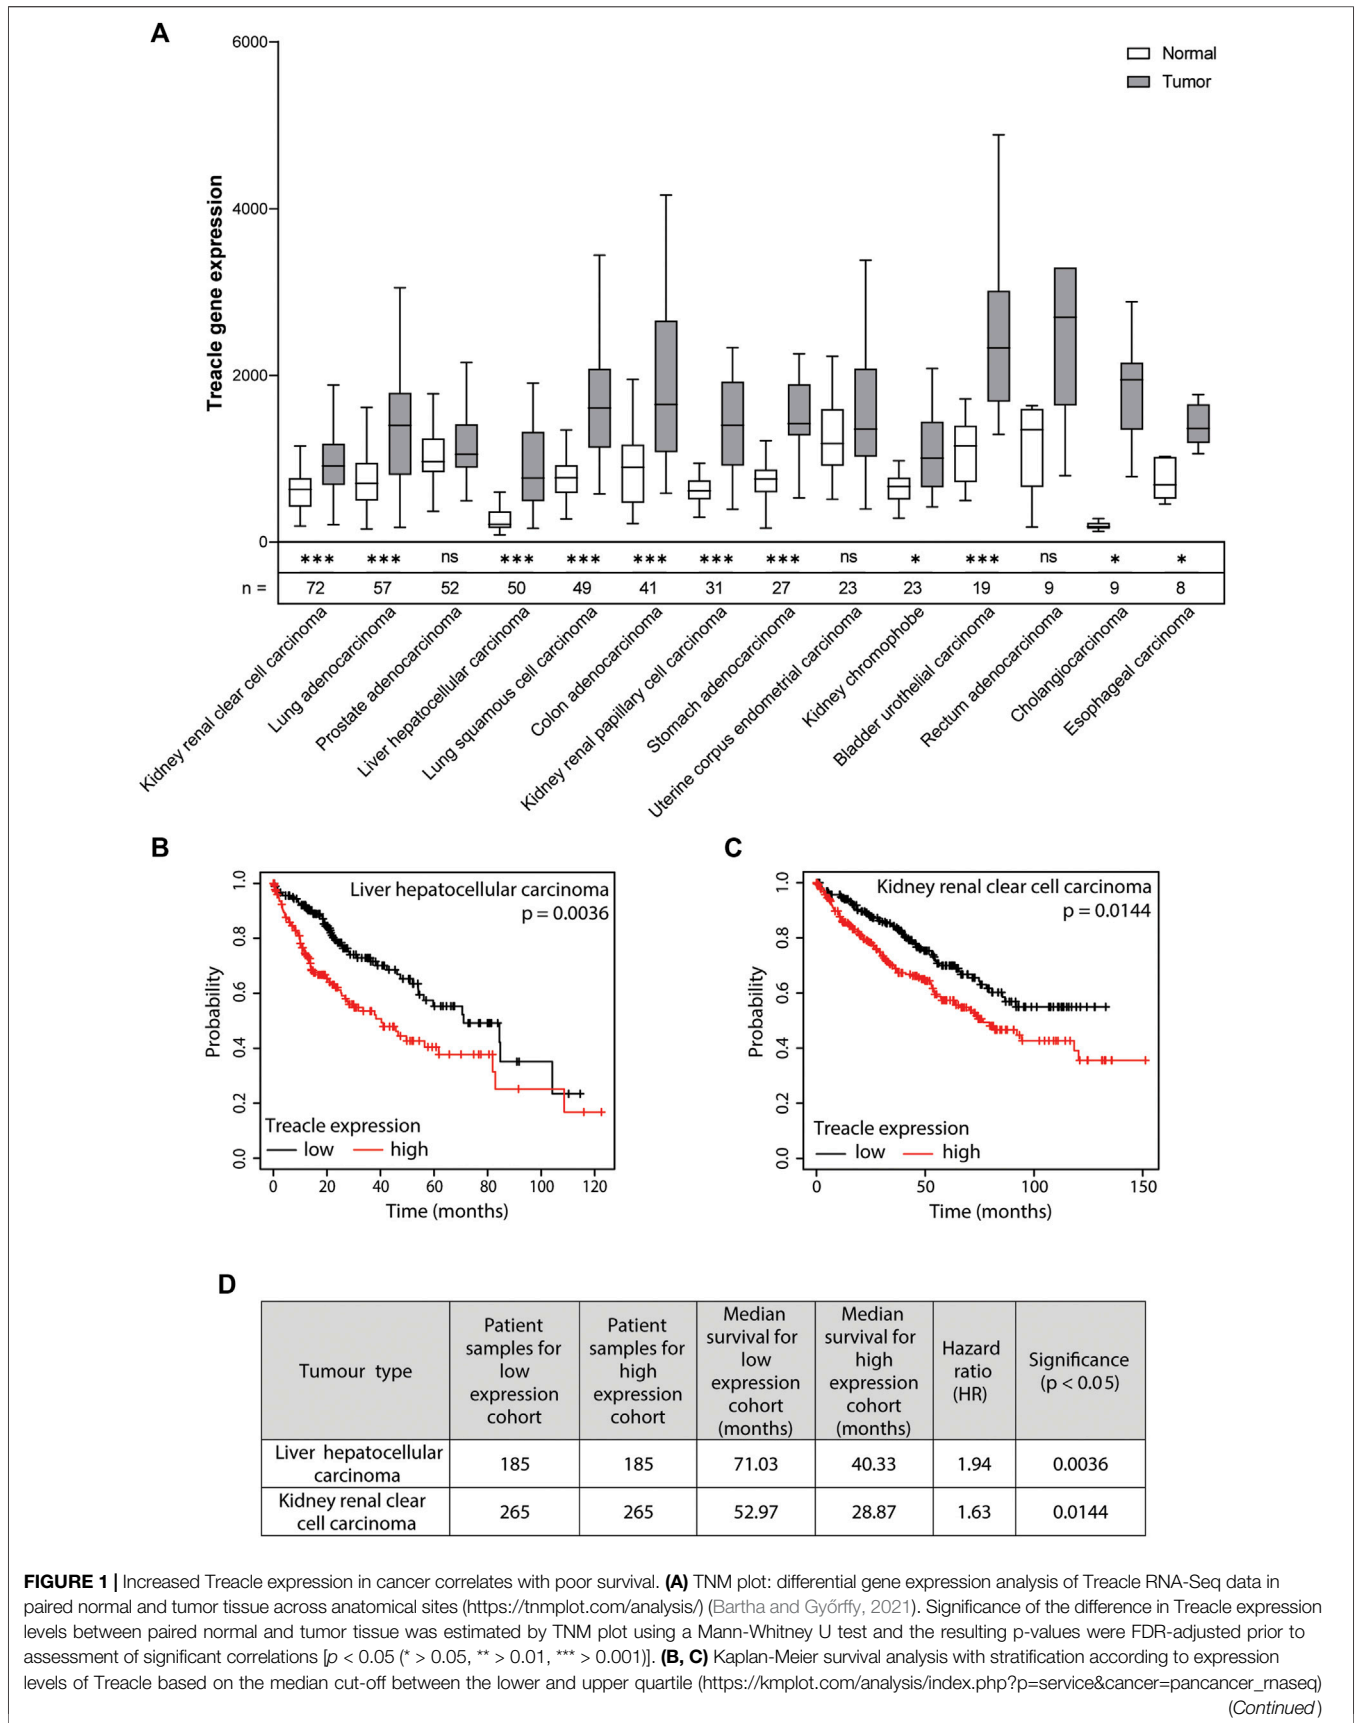 A
6000
Normal
Tumor
4000
Treacle gene expression
2000
0
*** *** ns *** *** *** *** *** ns * *** ns * *
n = 72 57 52 50 49 41 31 27 23 23 19 9 9 8
Kidney renal clear cell carcinoma
Lung adenocarcinoma
Prostate adenocarcinoma
Liver hepatocellular carcinoma
Lung squamous cell carcinoma
Colon adenocarcinoma
Kidney renal papillary cell carcinoma
Stomach adenocarcinoma
Uterine corpus endometrial carcinoma
Kidney chromophobe
Bladder urothelial carcinoma
Rectum adenocarcinoma
Cholangiocarcinoma
Esophageal carcinoma
B
Liver hepatocellular carcinoma
p = 0.0036
Probability
1.0
0.8
0.6
0.4
0.2
0.0
Treacle expression
low high
0 20 40 60 80 100 120
Time (months)
C
Kidney renal clear cell carcinoma
p = 0.0144
Probability
1.0
0.8
0.6
0.4
0.2
0.0
Treacle expression
low high
0 50 100 150
Time (months)
D
Tumour type
Patient
samples for
low
expression
cohort
Patient
samples for
high
expression
cohort
Median
survival for
low
expression
cohort
(months)
Median
survival for
high
expression
cohort
(months)
Hazard
ratio
(HR)
Significance
(p < 0.05)
Liver hepatocellular
carcinoma
185 185 71.03 40.33 1.94 0.0036
Kidney renal clear
cell carcinoma
265 265 52.97 28.87 1.63 0.0144
FIGURE 1 | Increased Treacle expression in cancer correlates with poor survival. (A) TNM plot: differential gene expression analysis of Treacle RNA-Seq data in
paired normal and tumor tissue across anatomical sites (https://tnmplot.com/analysis/) (Bartha and Győrffy, 2021). Significance of the difference in Treacle expression
levels between paired normal and tumor tissue was estimated by TNM plot using a Mann-Whitney U test and the resulting p-values were FDR-adjusted prior to
assessment of significant correlations [p < 0.05 (* > 0.05, ** > 0.01, *** > 0.001)]. (B, C) Kaplan-Meier survival analysis with stratification according to expression
levels of Treacle based on the median cut-off between the lower and upper quartile (https://kmplot.com/analysis/index.php?p=service&cancer=pancancer_rnaseq)
(Continued)